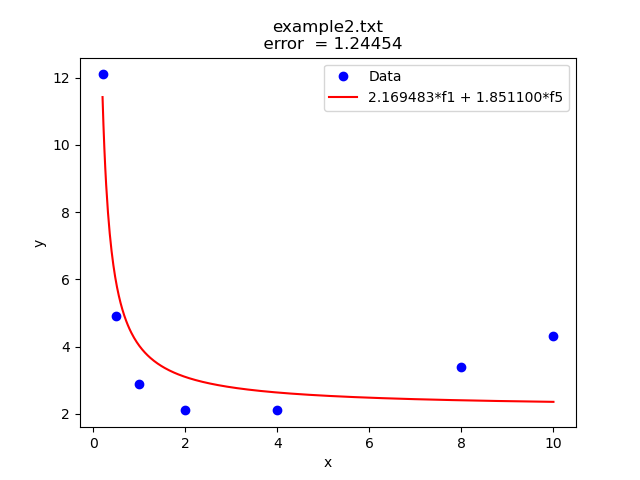 example2.txt
error = 1.24454
Data
2.169483*f1 + 1.851100*f5
12
10
8
6
4
2
y
0
2
4
6
8
10
x